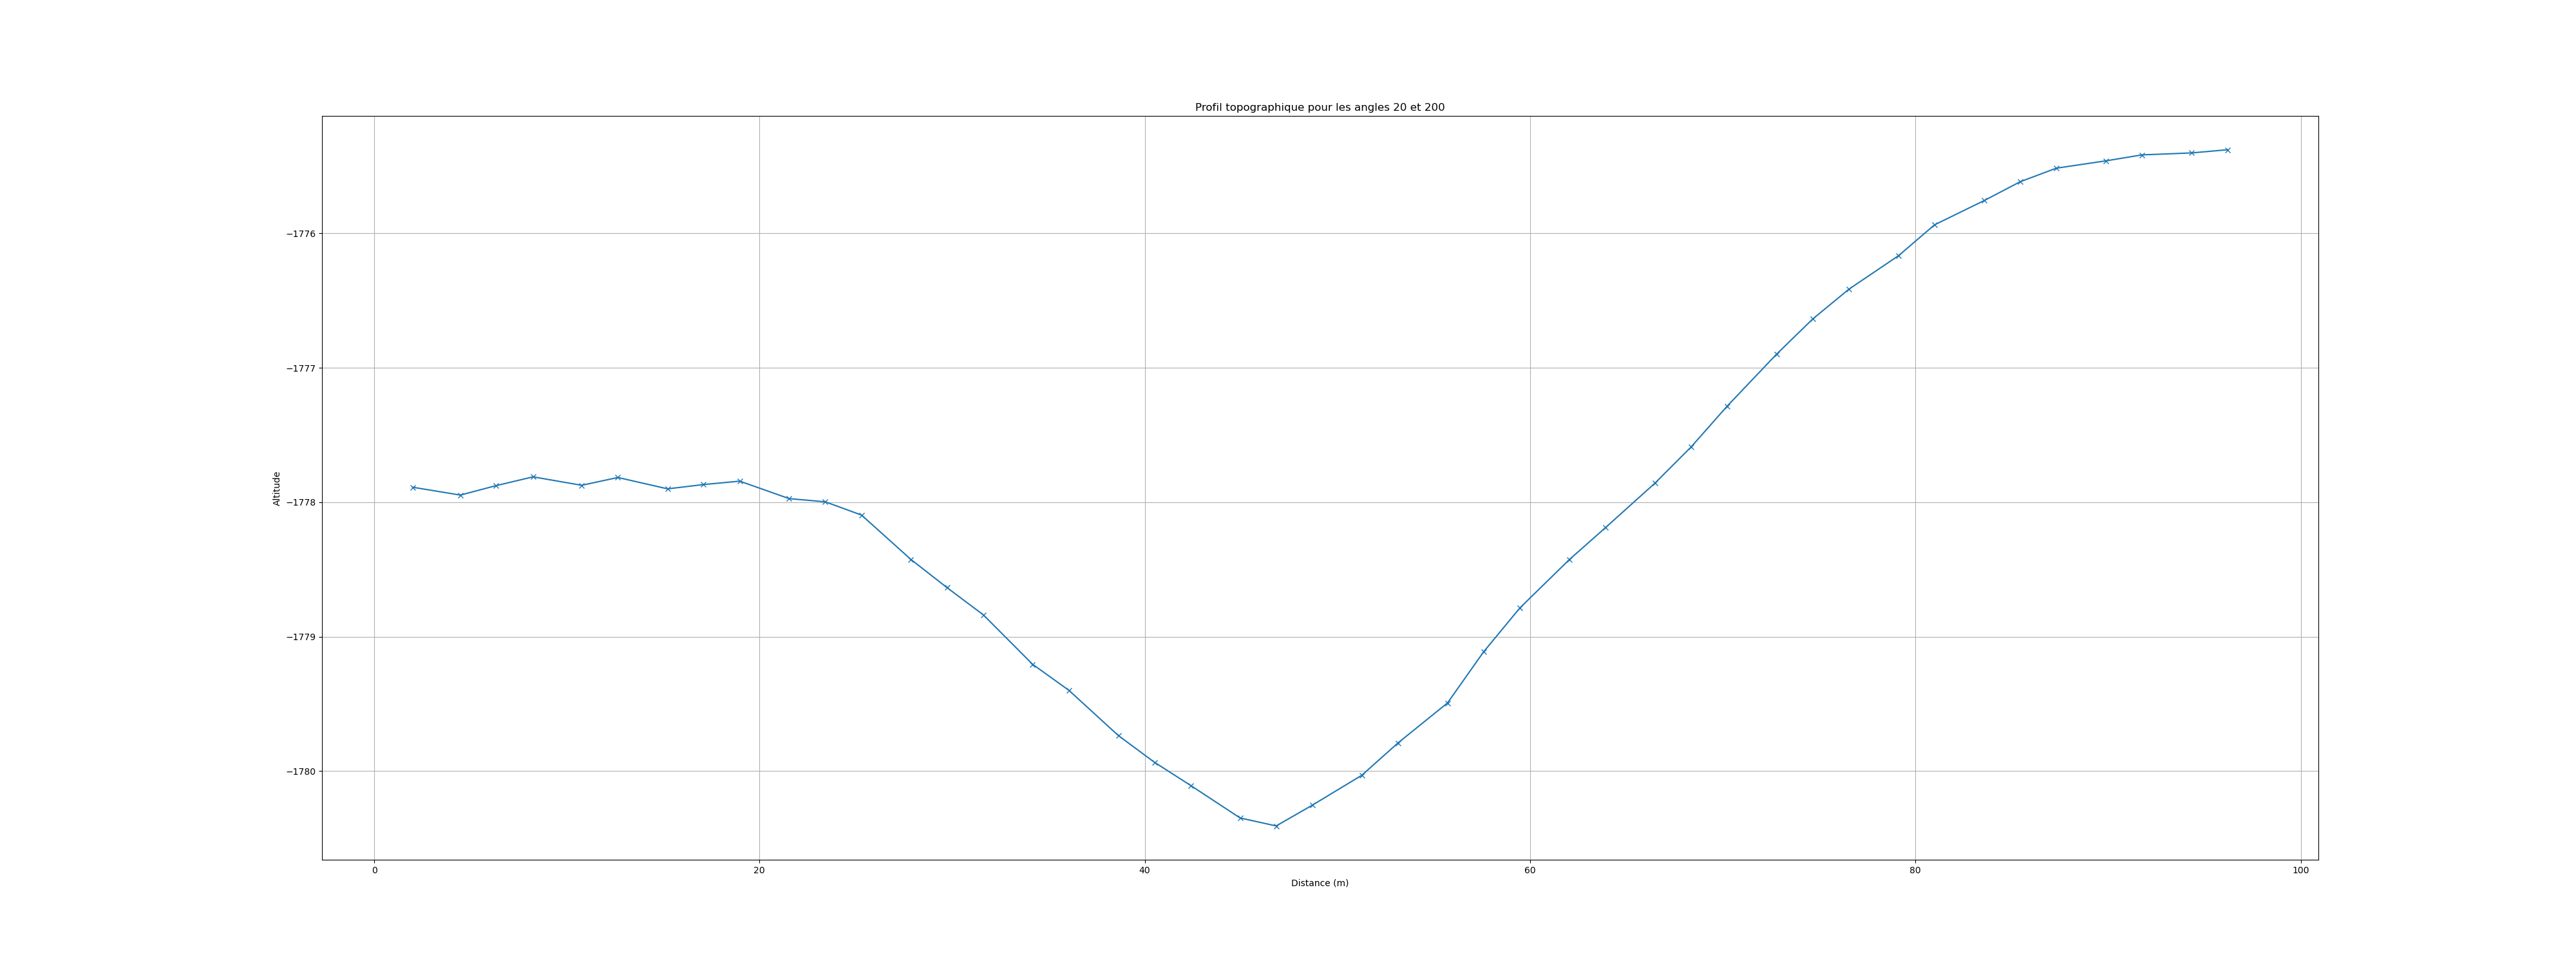 Profil topographique pour les angles 20 et 200
Altitude
−1776
−1777
−1778
−1779
−1780
0 20 40 60 80 100
Distance (m)